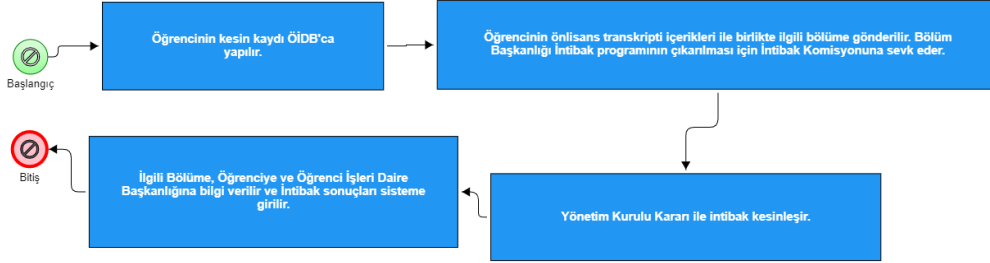 Başlangıç
Öğrencinin kesin kaydı ÖİDB'ca
yapılır.
Öğrencinin önlisans transkripti içerikleri ile birlikte ilgili bölüme gönderilir. Bölüm
Başkanlığı İntibak programının çıkarılması için İntibak Komisyonuna sevk eder.
Yönetim Kurulu Kararı ile intibak kesinleşir.
İlgili Bölüme, Öğrenciye ve Öğrenci İşleri Daire
Başkanlığına bilgi verilir ve İntibak sonuçları sisteme
girilir.
Bitiş